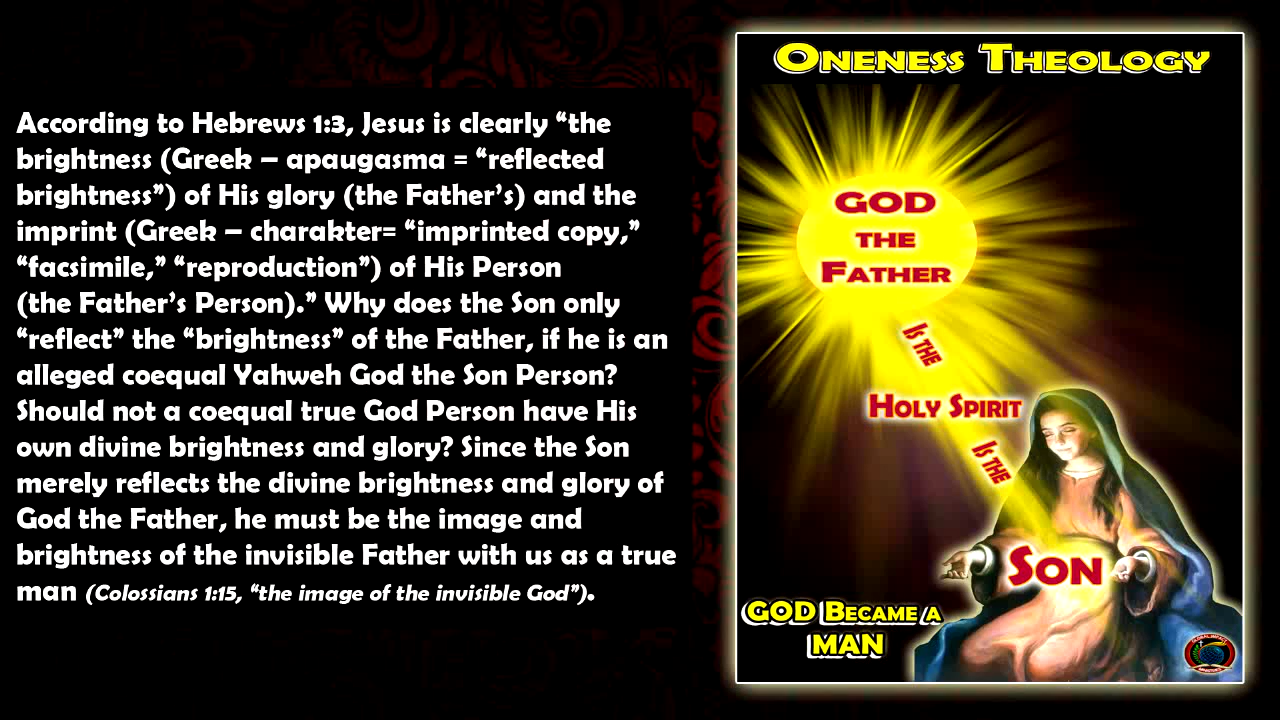 According to Hebrews 1:3, Jesus is clearly “the
brightness (Greek – apaugasma = “reflected
brightness”) of His glory (the Father’s) and the
imprint (Greek – charakter= “imprinted copy,”
“facsimile,” “reproduction”) of His Person
(the Father’s Person).” Why does the Son only
“reflect” the “brightness” of the Father, if he is an
alleged coequal Yahweh God the Son Person?
Should not a coequal true God Person have His
own divine brightness and glory? Since the Son
merely reflects the divine brightness and glory of
God the Father, he must be the image and
brightness of the invisible Father with us as a true
man (Colossians 1:15, “the image of the invisible God”).
ONENESS THEOLOGY
GOD
THE
FATHER
IS THE
HOLY SPIRIT
IS THE
SON
GOD BECAME A
MAN